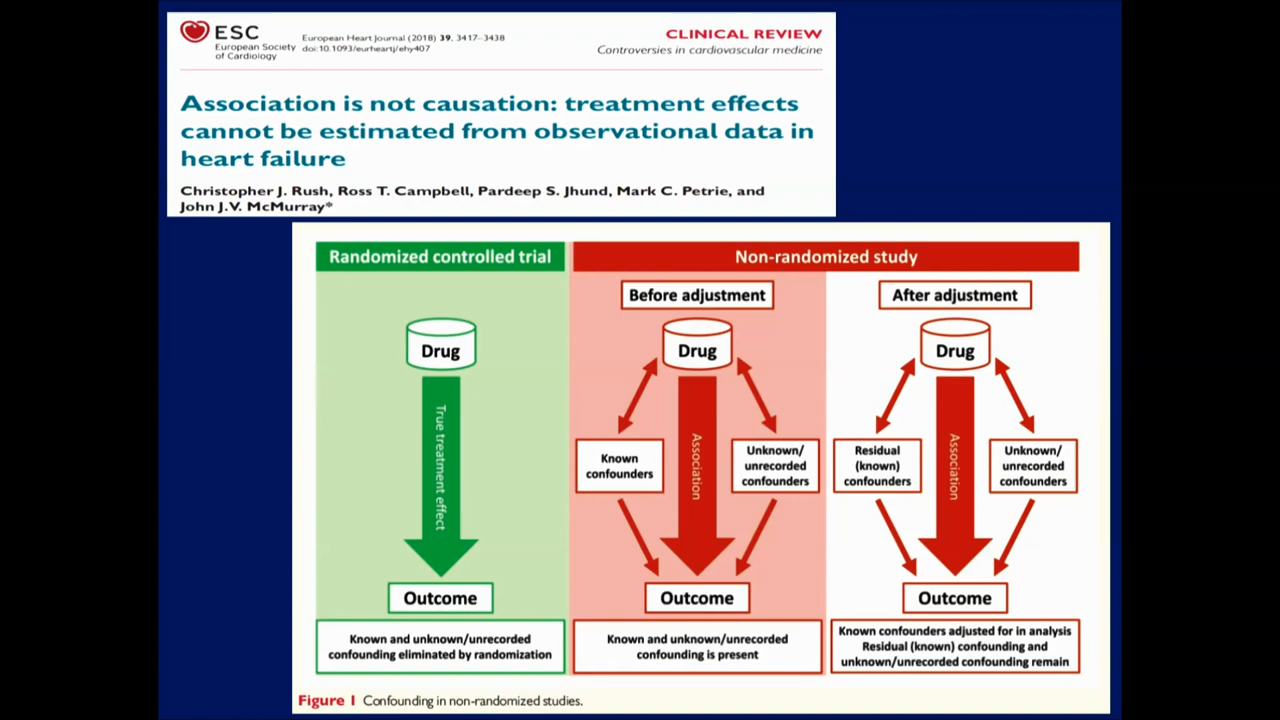 ESC
European Society
of Cardiology
European Heart Journal (2018) 39, 3417–3438
doi:10.1093/eurheartj/ehy407
CLINICAL REVIEW
Controversies in cardiovascular medicine
Association is not causation: treatment effects
cannot be estimated from observational data in
heart failure
Christopher J. Rush, Ross T. Campbell, Pardeep S. Jhund, Mark C. Petrie, and
John J.V. McMurray*
Randomized controlled trial
Drug
True treatment effect
Outcome
Known and unknown/unrecorded
confounding eliminated by randomization
Non-randomized study
Before adjustment
Drug
Known
confounders
Association
Unknown/
unrecorded
confounders
Outcome
Known and unknown/unrecorded
confounding is present
After adjustment
Drug
Residual
(known)
confounders
Association
Unknown/
unrecorded
confounders
Outcome
Known confounders adjusted for in analysis
Residual (known) confounding and
unknown/unrecorded confounding remain
Figure 1 Confounding in non-randomized studies.